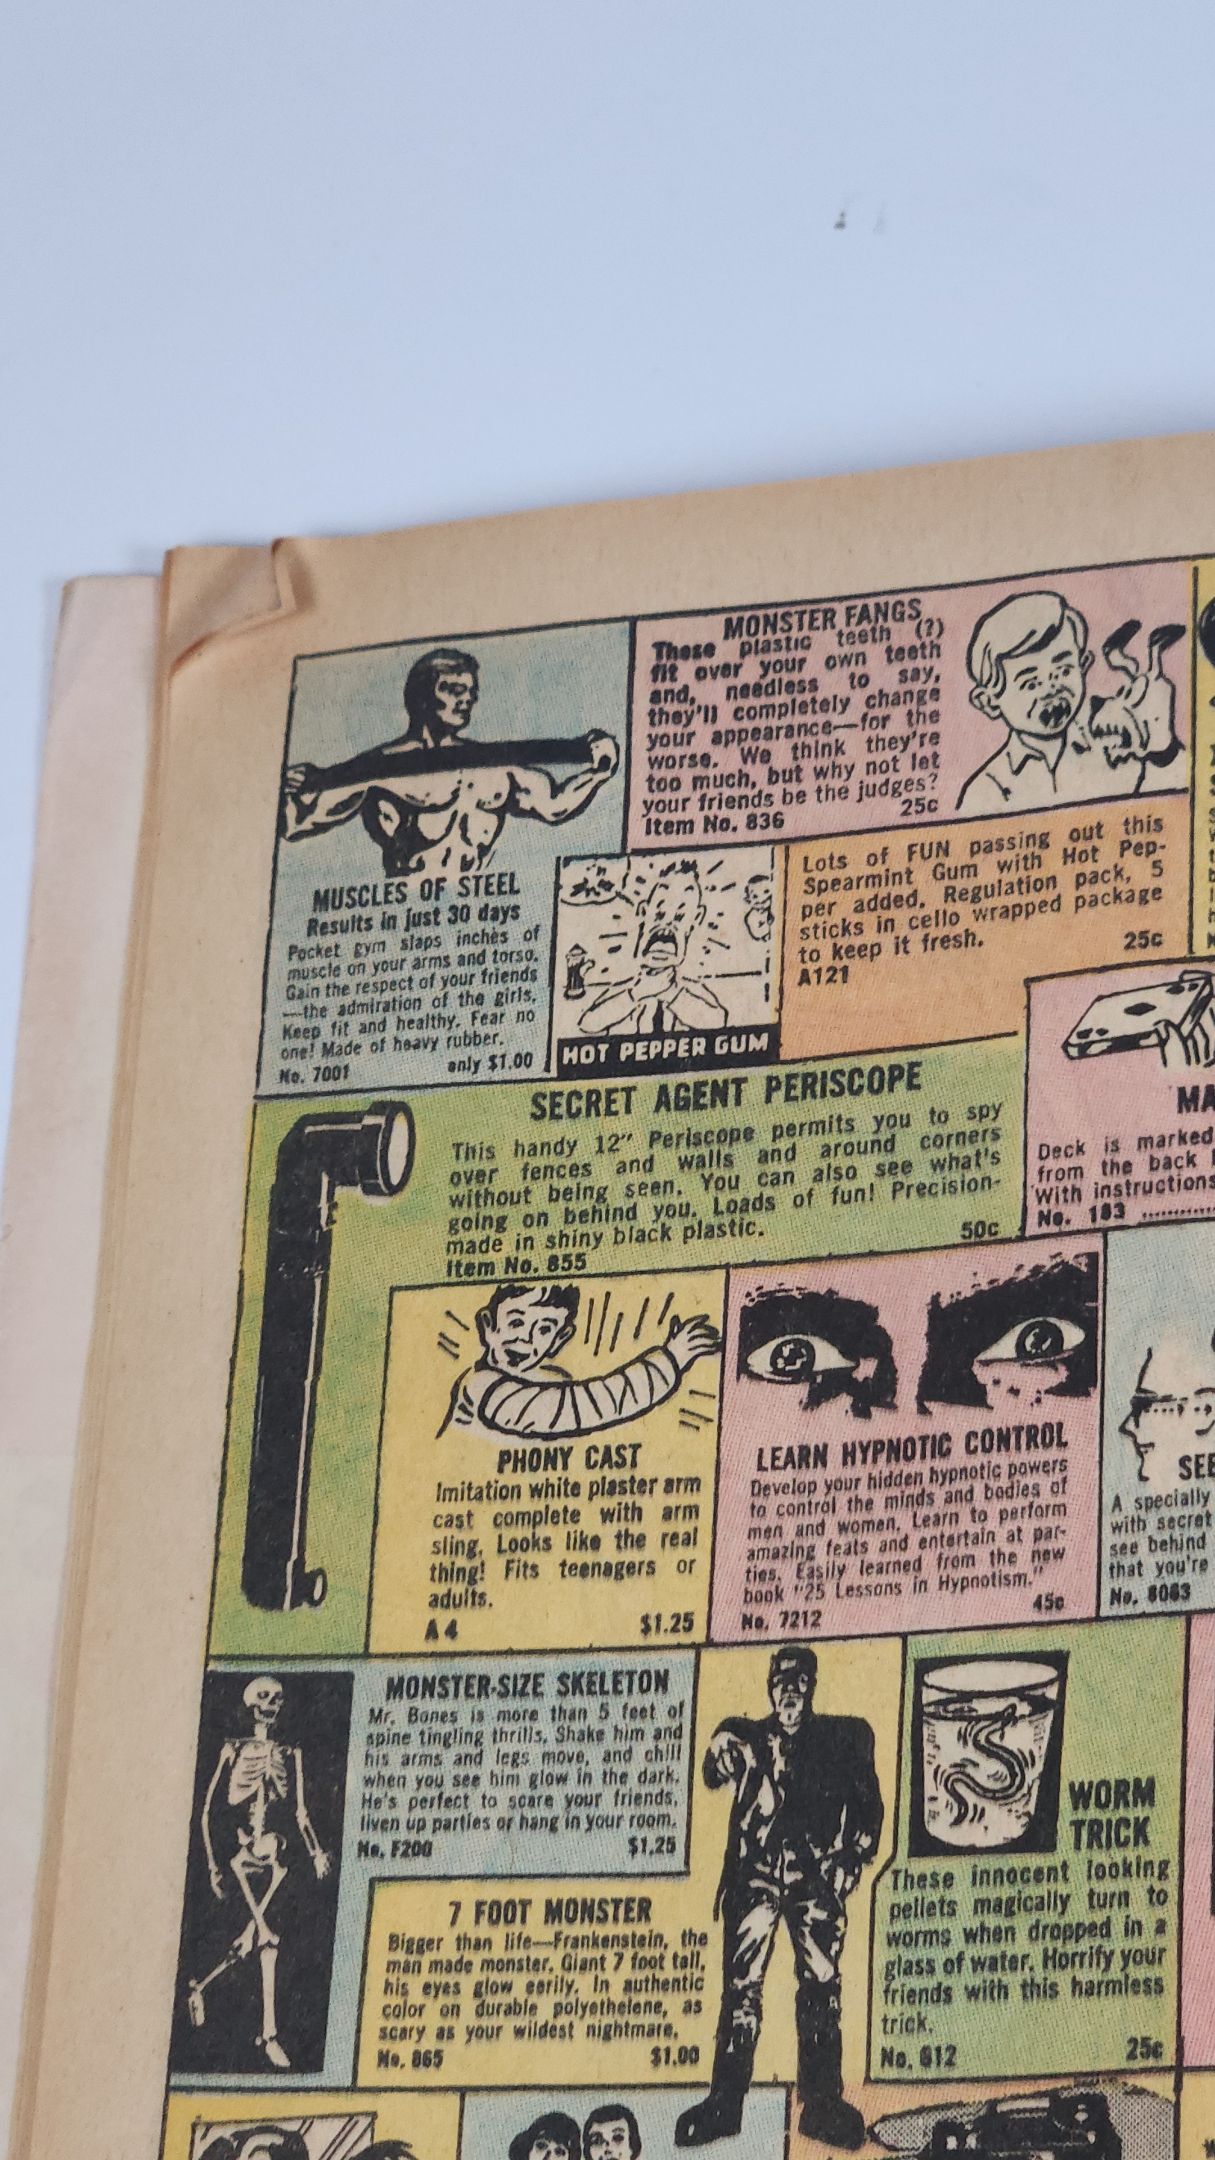 MONSTER FANGS
These plastic teeth (?)
fit over your own teeth
and, needless to say,
they'll completely change
your appearance—for the
worse. We think they're
too much, but why not let
your friends be the judges?
Item No. 836 25c
MUSCLES OF STEEL
Results in just 30 days
Pocket gym slaps inches of
muscle on your arms and torso.
Gain the respect of your friends
—the admiration of the girls.
Keep fit and healthy. Fear no
one! Made of heavy rubber.
No. 7001 only $1.00
HOT PEPPER GUM
Lots of FUN passing out this
Spearmint Gum with Hot Pep-
per added. Regulation pack, 5
sticks in cello wrapped package
to keep it fresh.
A121 25c
SECRET AGENT PERISCOPE
This handy 12" Periscope permits you to spy
over fences and walls and around corners
without being seen. You can also see what's
going on behind you. Loads of fun! Precision-
made in shiny black plastic.
Item No. 855 50c
MA
Deck is marked
from the back
With instructions
No. 183 ............
PHONY CAST
Imitation white plaster arm
cast complete with arm
sling. Looks like the real
thing! Fits teenagers or
adults.
A 4 $1.25
LEARN HYPNOTIC CONTROL
Develop your hidden hypnotic powers
to control the minds and bodies of
men and women. Learn to perform
amazing feats and entertain at par-
ties. Easily learned from the new
book "25 Lessons in Hypnotism."
No. 7212 45c
SEE
A specially
with secret
see behind
that you're
No. 8083
MONSTER-SIZE SKELETON
Mr. Bones is more than 5 feet of
spine tingling thrills. Shake him and
his arms and legs move, and chill
when you see him glow in the dark.
He's perfect to scare your friends,
liven up parties or hang in your room.
No. F200 $1.25
7 FOOT MONSTER
Bigger than life—Frankenstein, the
man made monster. Giant 7 foot tall,
his eyes glow eerily. In authentic
color on durable polyethelene, as
scary as your wildest nightmare.
No. 865 $1.00
WORM
TRICK
These innocent looking
pellets magically turn to
worms when dropped in a
glass of water. Horrify your
friends with this harmless
trick.
No. 612 25c